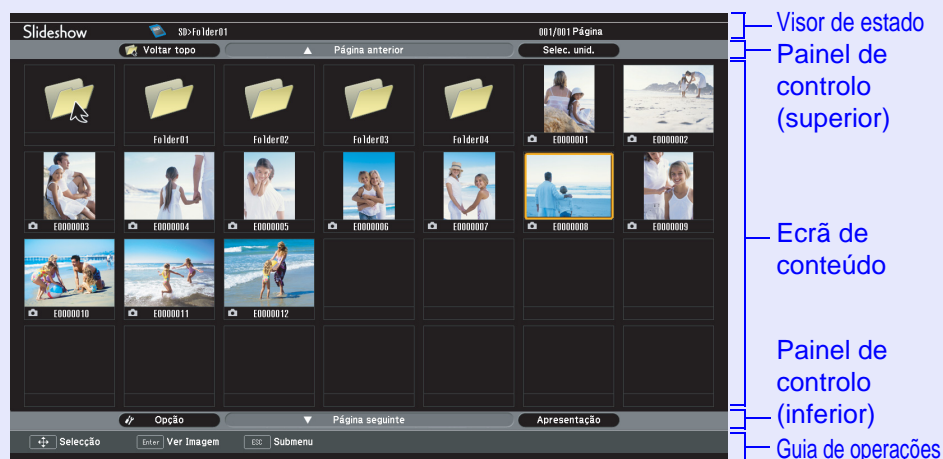 Slideshow
SD>Folder01
001/001 Página
Voltar topo
▲ Página anterior
Selec. unid.
Folder01
Folder02
Folder03
Folder04
E0000001
E0000002
E0000003
E0000004
E0000005
E0000006
E0000007
E0000008
E0000009
E0000010
E0000011
E0000012
Opção
▼ Página seguinte
Apresentação
Selecção
Enter Ver Imagem
ESC Submenu
Visor de estado
Painel de
controlo
(superior)
Ecrã de
conteúdo
Painel de
controlo
(inferior)
Guia de operações